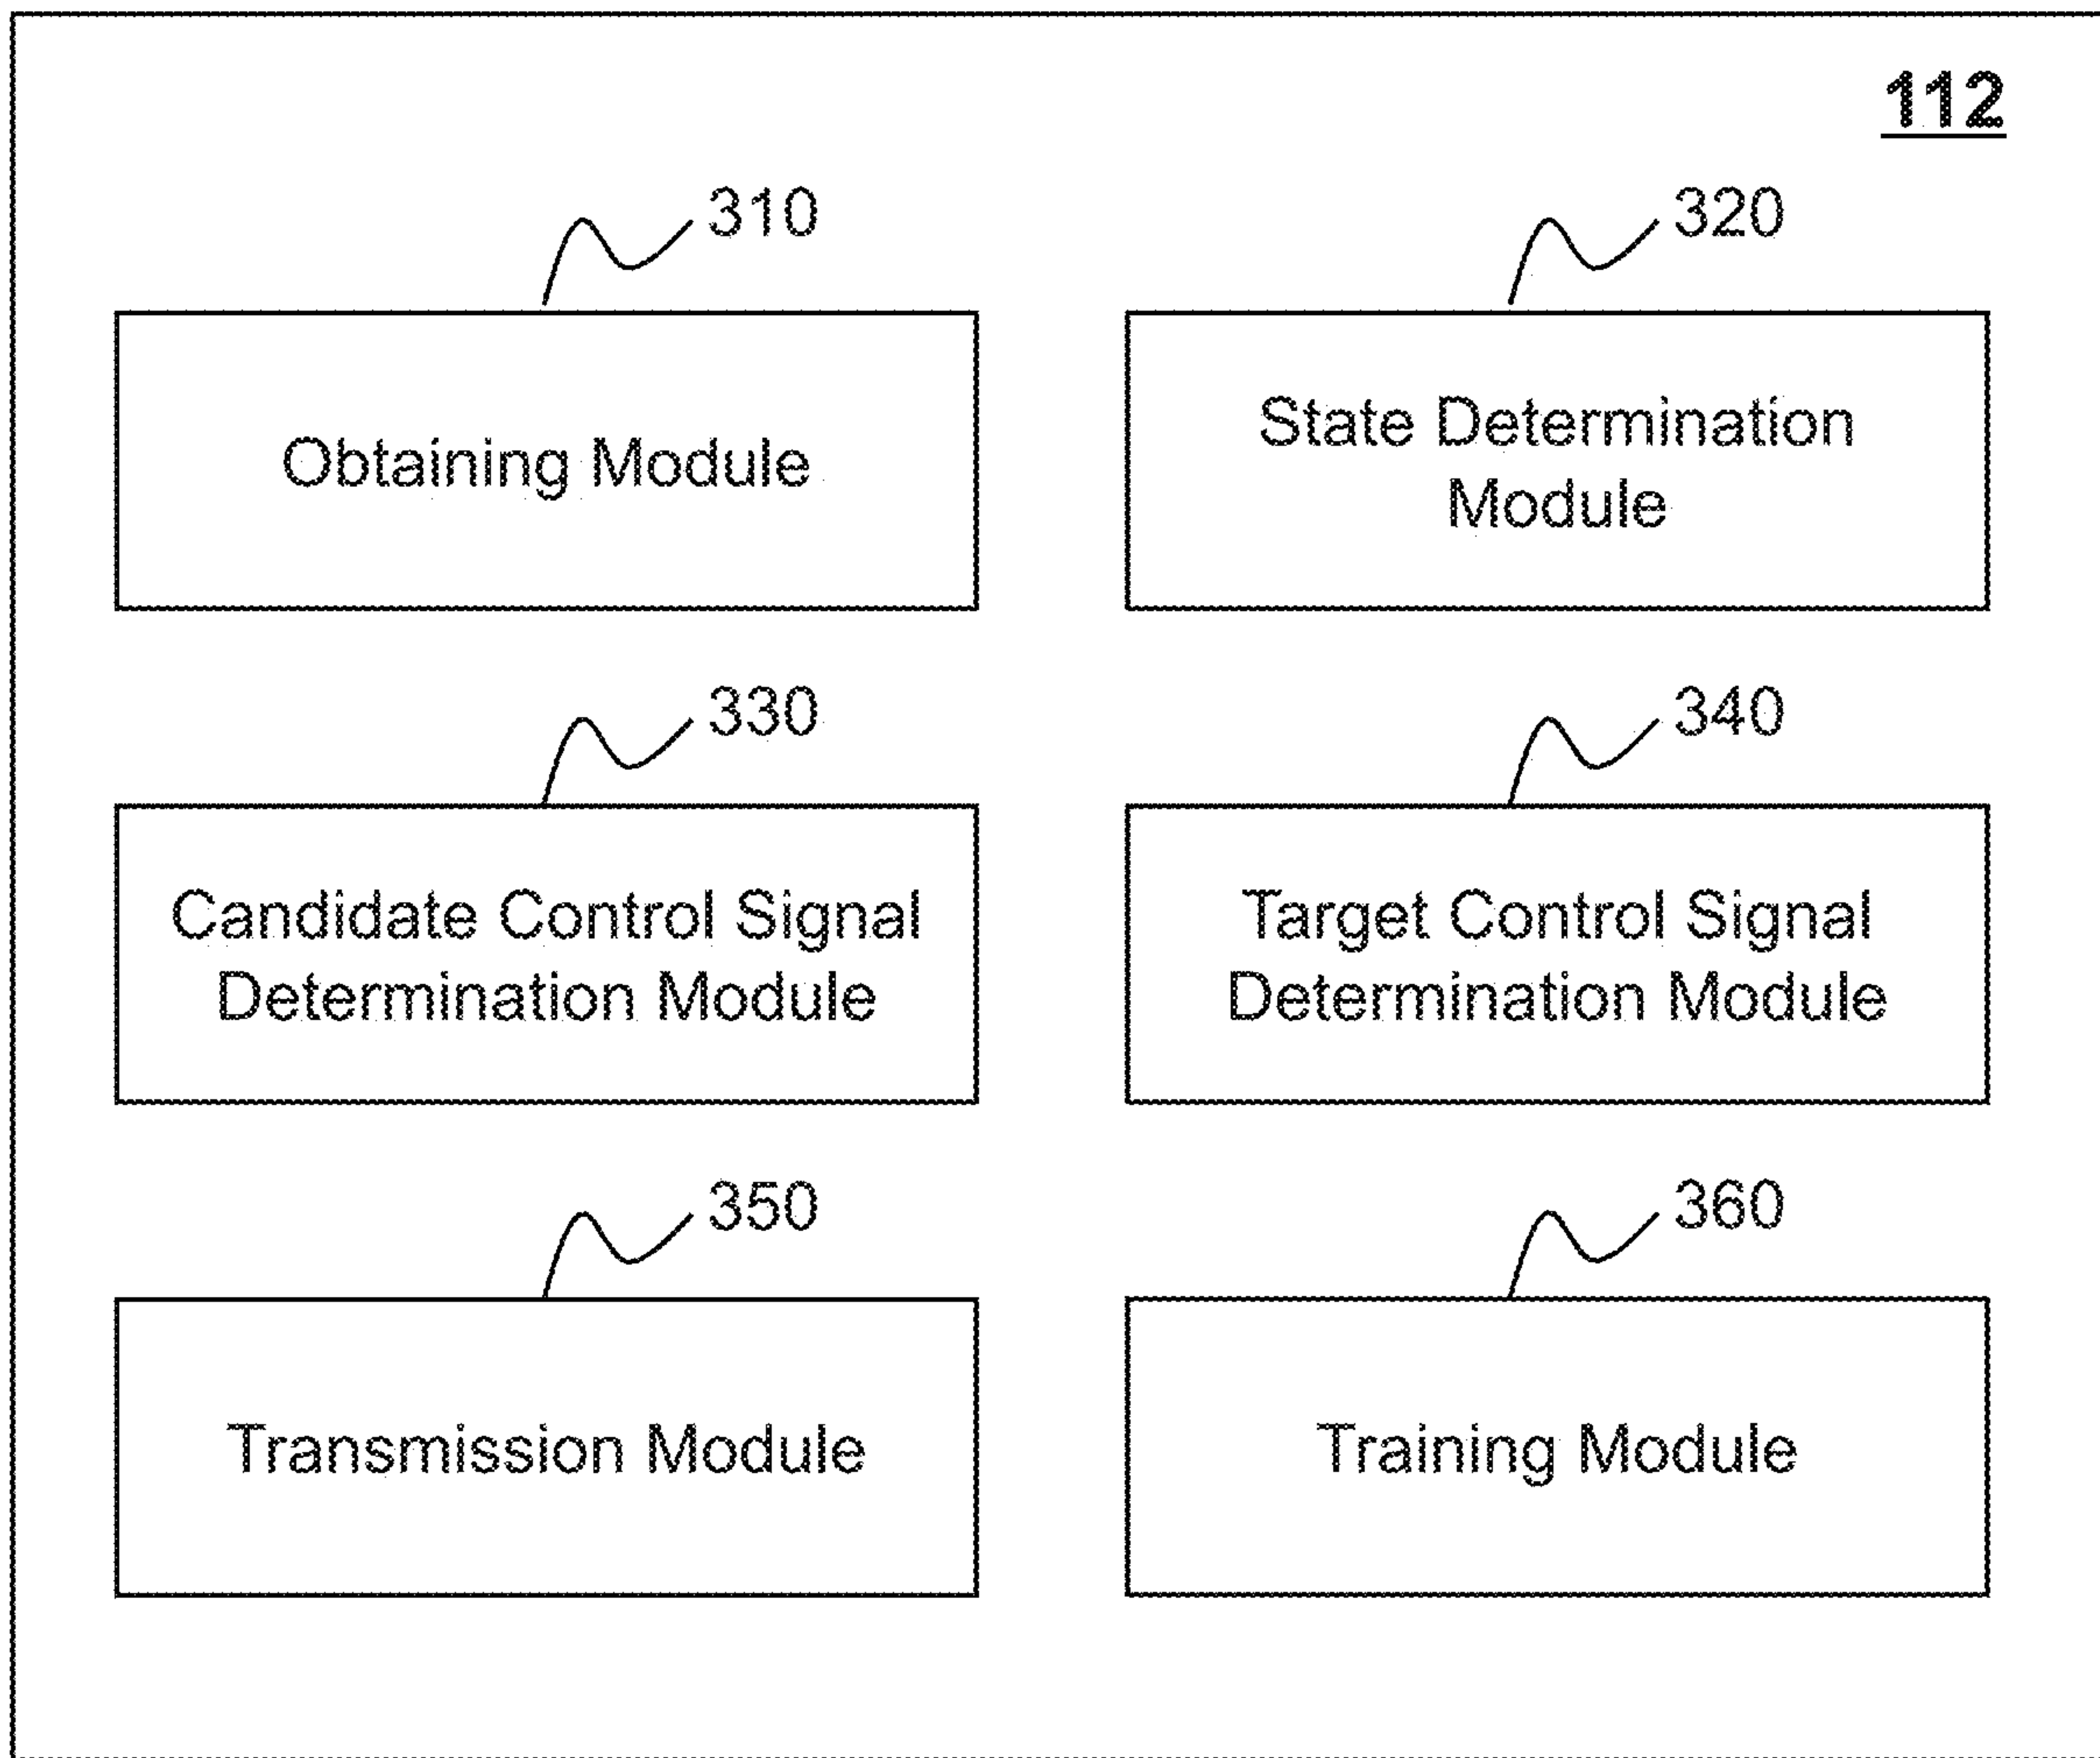 112
310
320
Obtaining Module
State Determination
Module
330
340
Candidate Control Signal
Determination Module
Target Control Signal
Determination Module
350
360
Transmission Module
Training Module